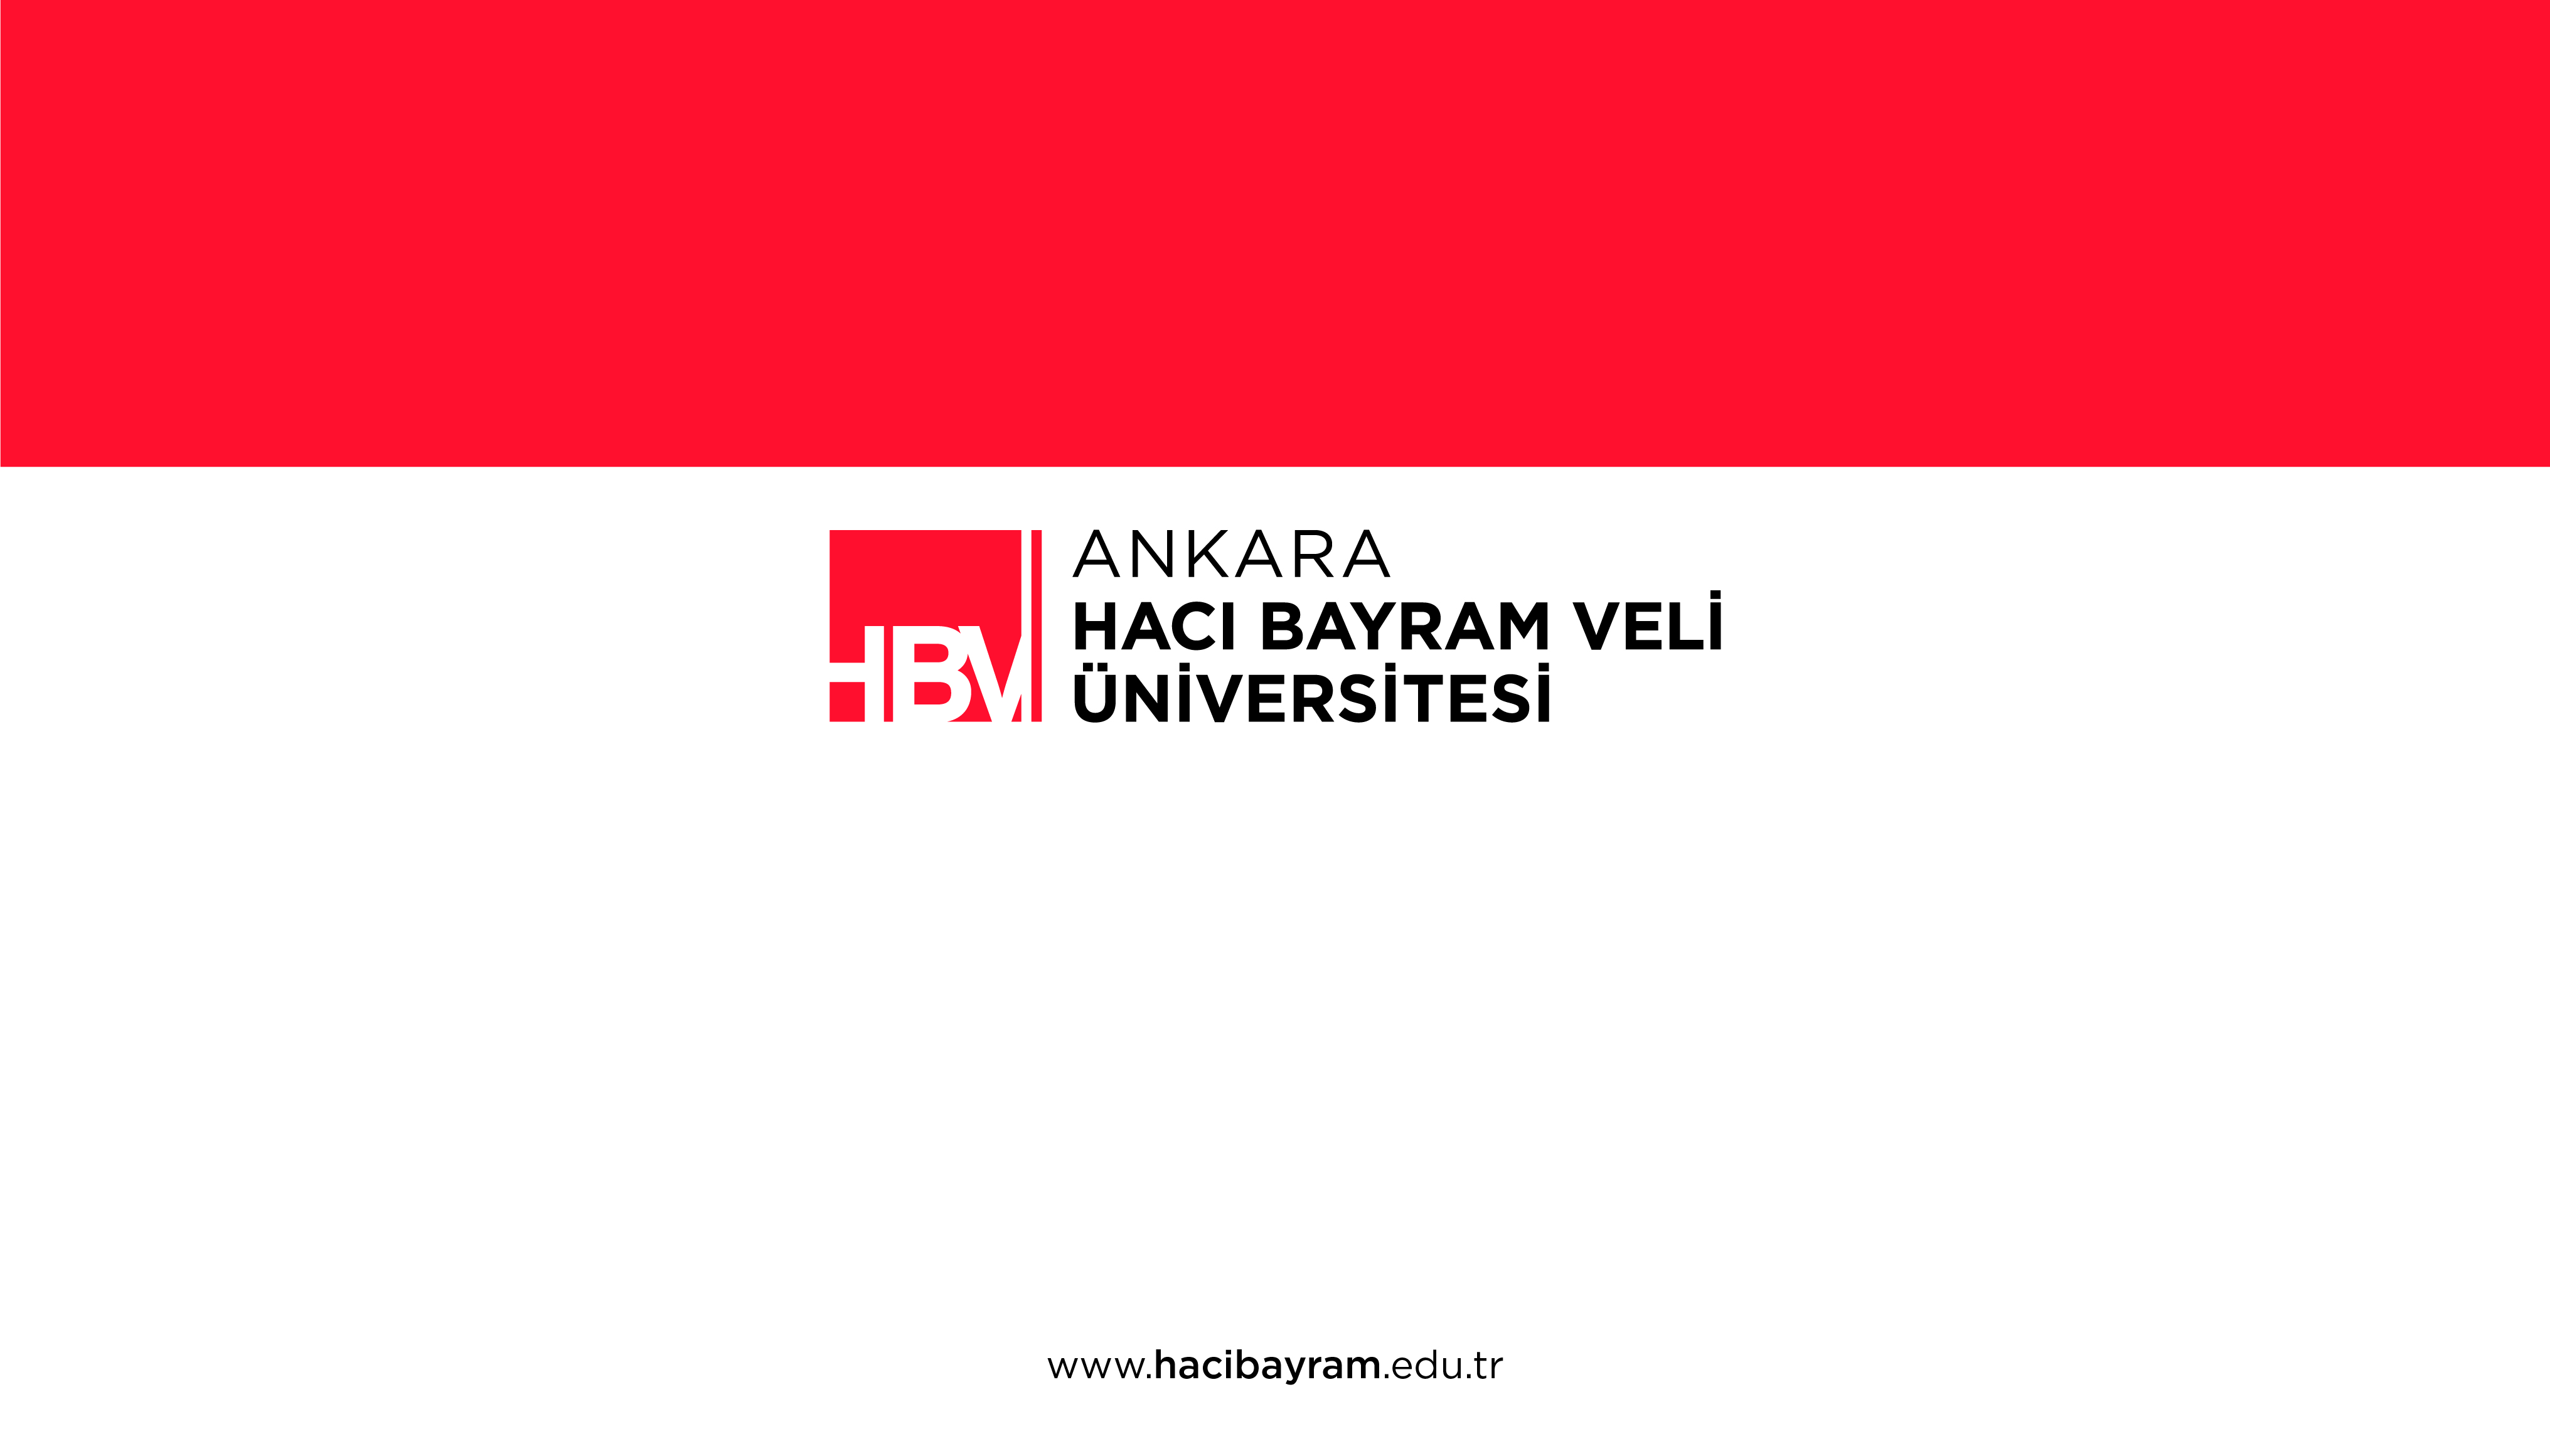 HBV
ANKARA
HACI BAYRAM VELİ
ÜNİVERSİTESİ
www.hacibayram.edu.tr